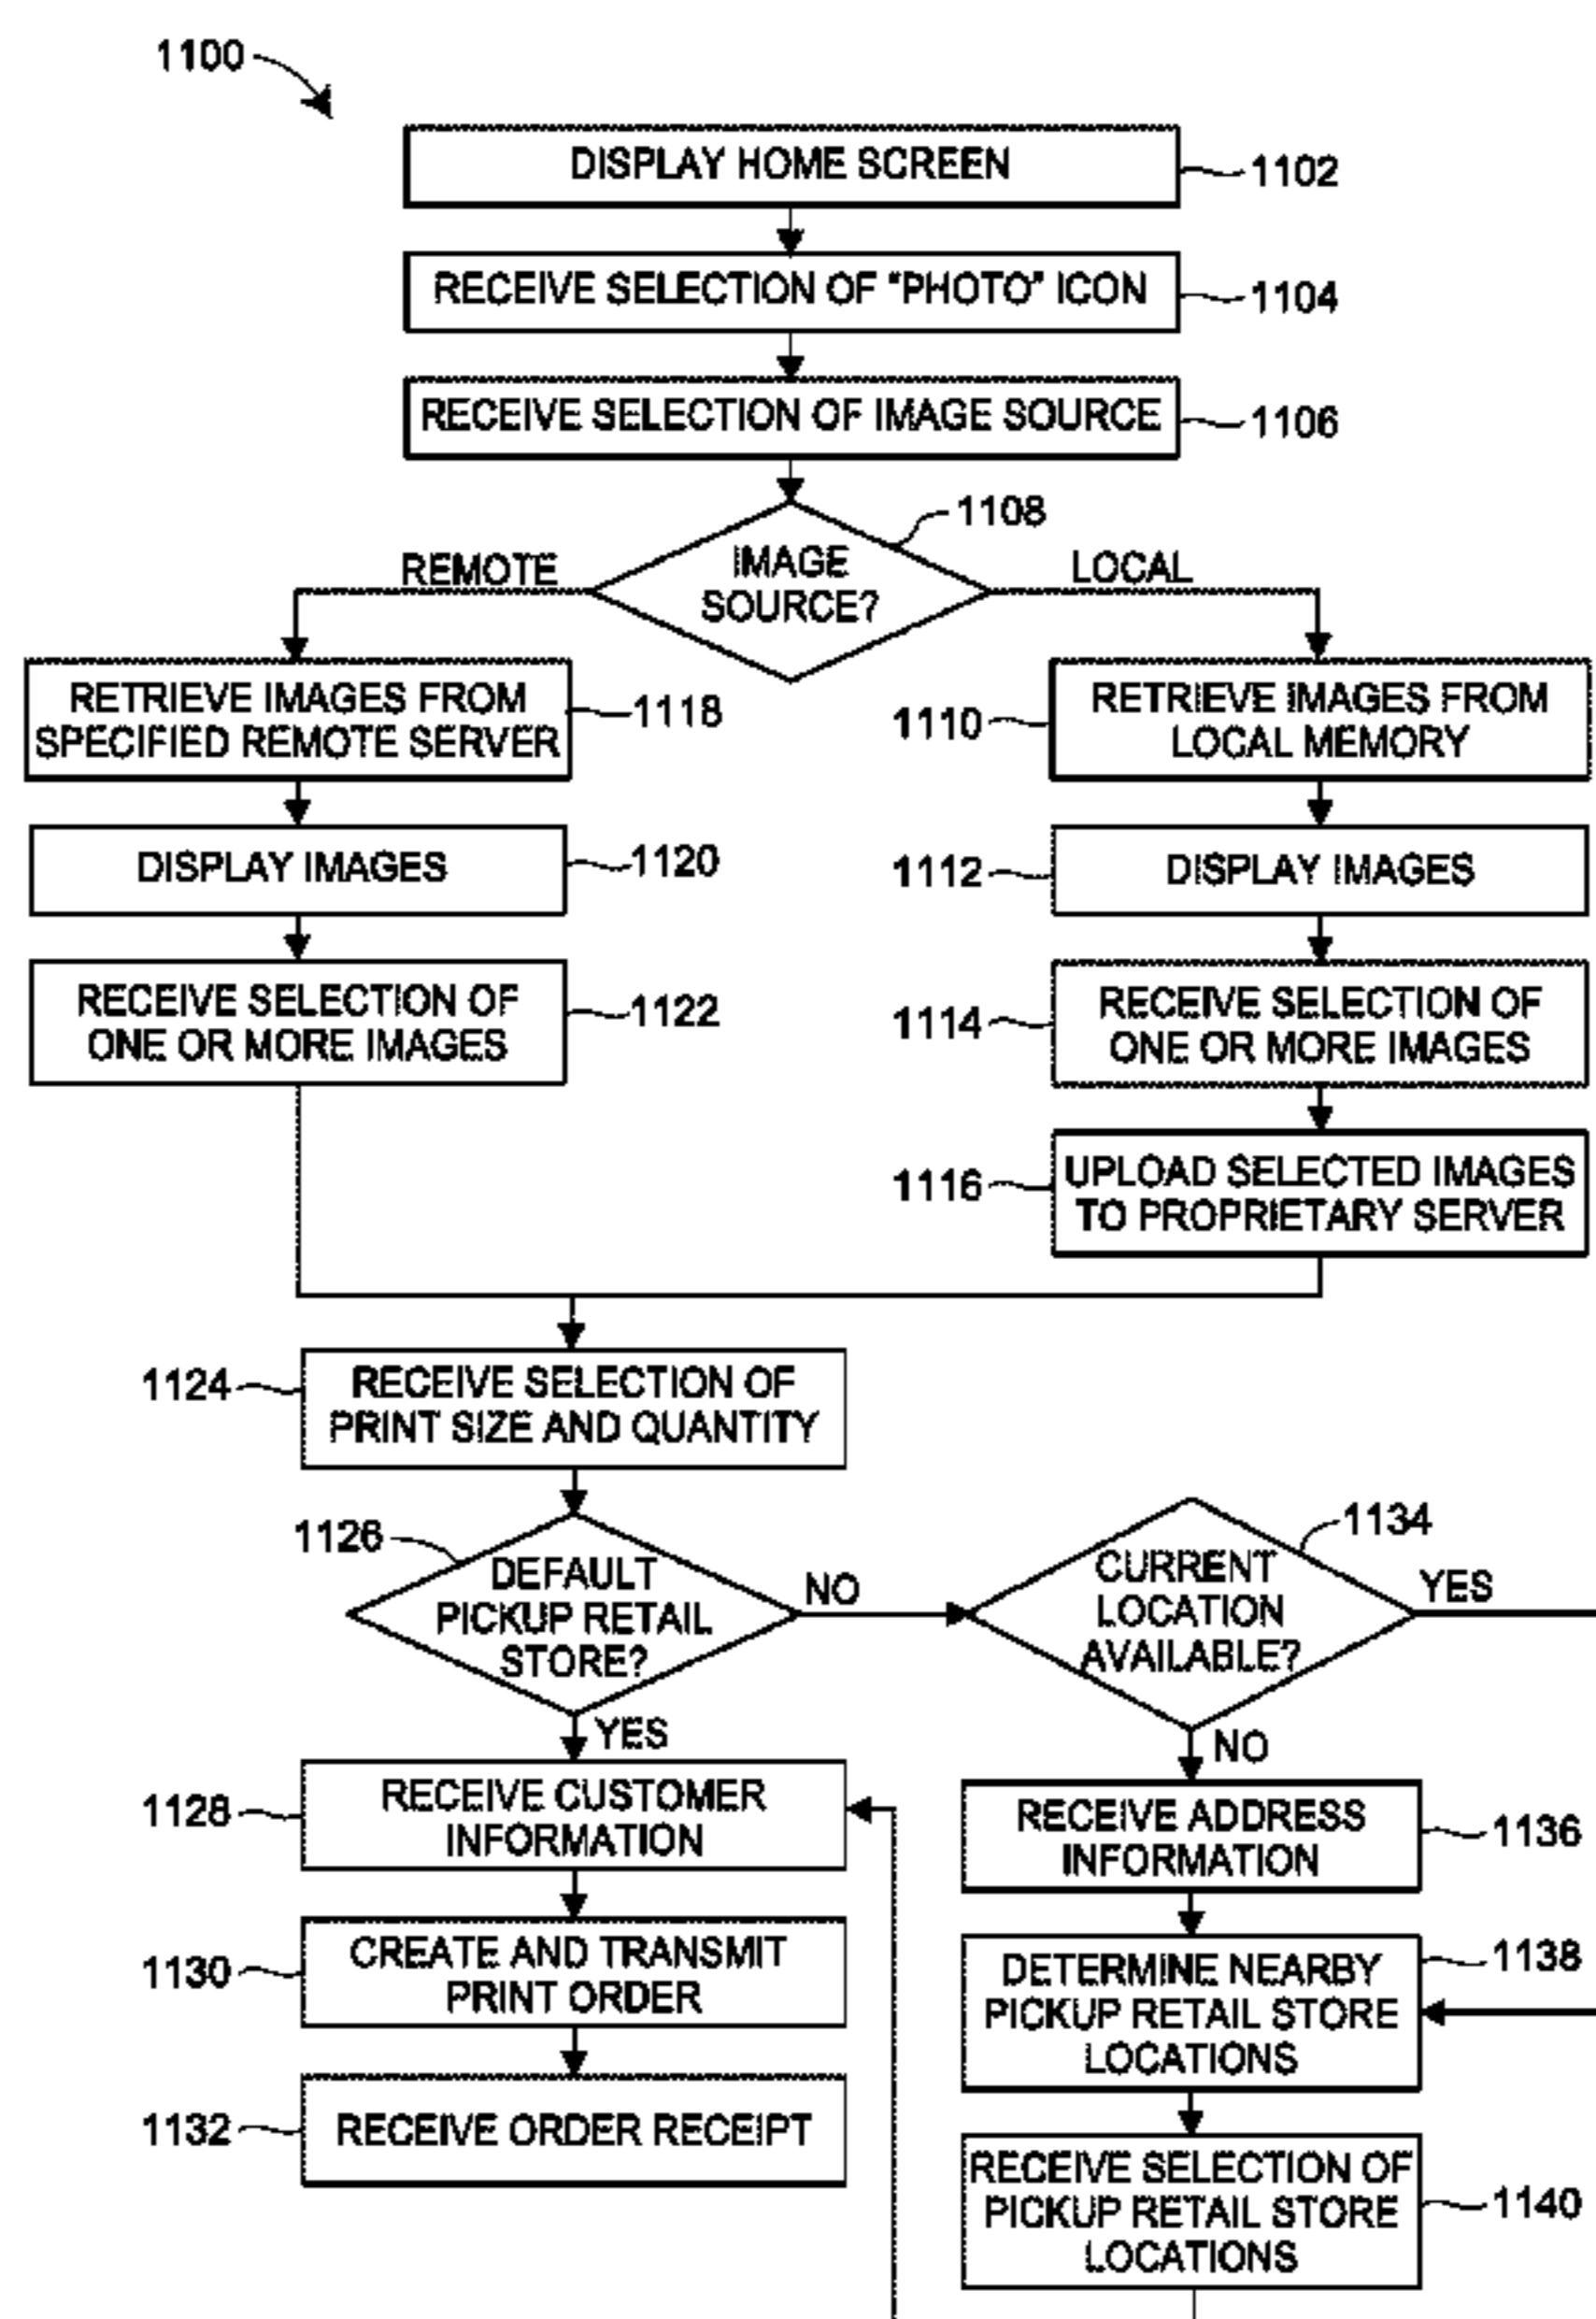 1100
DISPLAY HOME SCREEN
1102
RECEIVE SELECTION OF "PHOTO" ICON
1104
RECEIVE SELECTION OF IMAGE SOURCE
1106
1108
IMAGE
SOURCE?
REMOTE
LOCAL
RETRIEVE IMAGES FROM
SPECIFIED REMOTE SERVER
1118
1110
RETRIEVE IMAGES FROM
LOCAL MEMORY
DISPLAY IMAGES
1120
1112
DISPLAY IMAGES
RECEIVE SELECTION OF
ONE OR MORE IMAGES
1122
1114
RECEIVE SELECTION OF
ONE OR MORE IMAGES
1116
UPLOAD SELECTED IMAGES
TO PROPRIETARY SERVER
1124
RECEIVE SELECTION OF
PRINT SIZE AND QUANTITY
1126
DEFAULT
PICKUP RETAIL
STORE?
NO
1134
CURRENT
LOCATION
AVAILABLE?
YES
YES
NO
1128
RECEIVE CUSTOMER
INFORMATION
RECEIVE ADDRESS
INFORMATION
1136
1130
CREATE AND TRANSMIT
PRINT ORDER
DETERMINE NEARBY
PICKUP RETAIL STORE
LOCATIONS
1138
1132
RECEIVE ORDER RECEIPT
RECEIVE SELECTION OF
PICKUP RETAIL STORE
LOCATIONS
1140